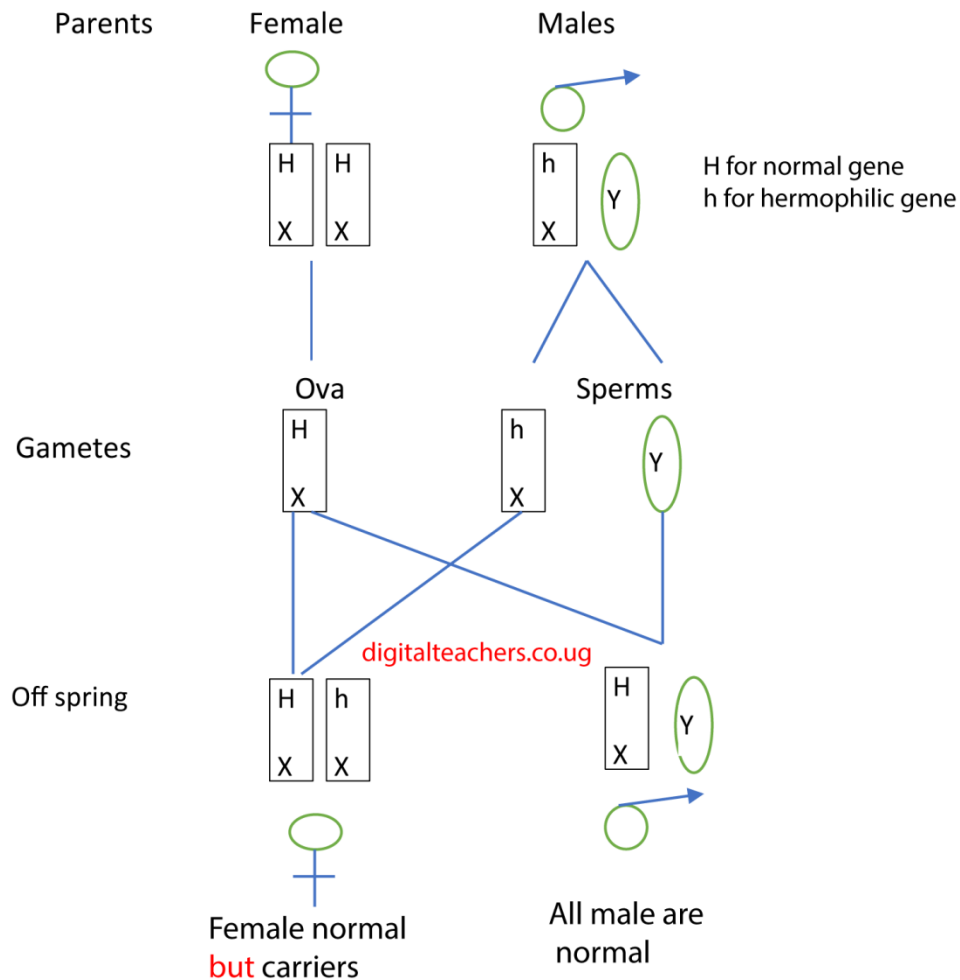 Parents Female Males
H H h
X X X Y
H for normal gene
h for hermophilic gene
Ova Sperms
Gametes
H h
X X Y
digitalteachers.co.ug
Off spring
H h H
X X X Y
Female normal
but carriers
All male are
normal